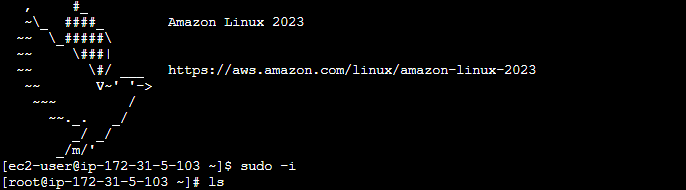 ,     #_
   ~\_  ####_        Amazon Linux 2023
  ~~  \_#####\
  ~~     \###|
  ~~       \#/ ___   https://aws.amazon.com/linux/amazon-linux-2023
   ~~       V~' '->
    ~~~         /
      ~~._.   _/
         _/ _/
       _/m/'
[ec2-user@ip-172-31-5-103 ~]$ sudo -i
[root@ip-172-31-5-103 ~]# ls